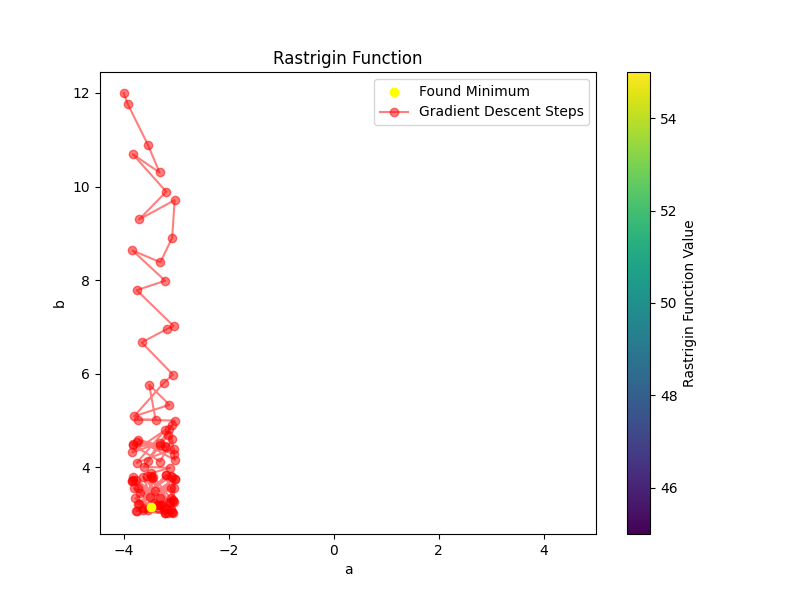 Rastrigin Function
Found Minimum
Gradient Descent Steps
12
10
8
6
4
b
−4
−2
0
2
4
a
54
52
50
48
46
Rastrigin Function Value